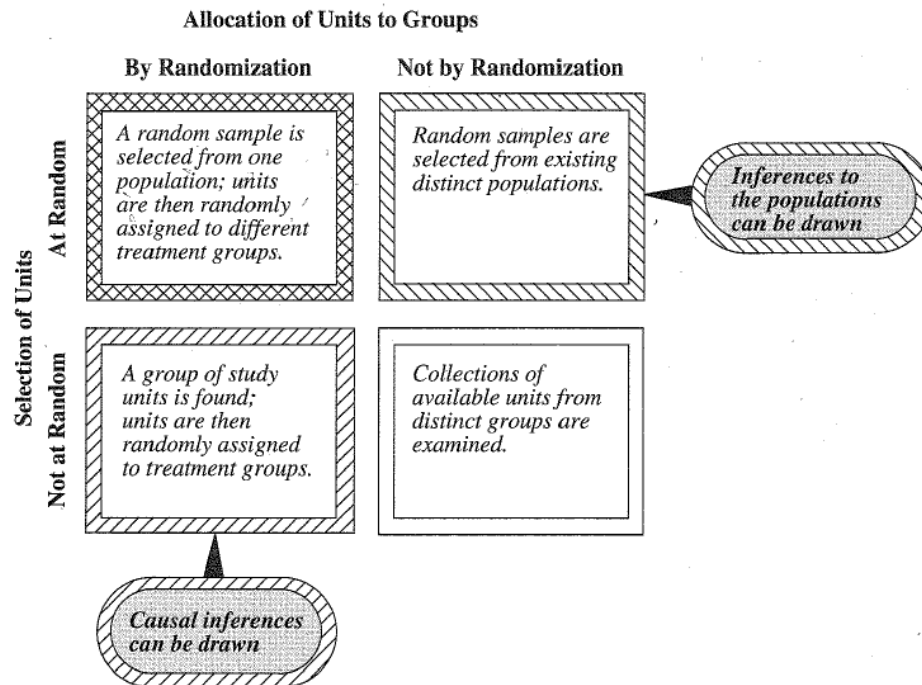 Allocation of Units to Groups
By Randomization
Not by Randomization
Selection of Units
At Random
A random sample is
selected from one
population; units
are then randomly
assigned to different
treatment groups.
Random samples are
selected from existing
distinct populations.
Inferences to
the populations
can be drawn
Not at Random
A group of study
units is found;
units are then
randomly assigned
to treatment groups.
Collections of
available units from
distinct groups are
examined.
Causal inferences
can be drawn